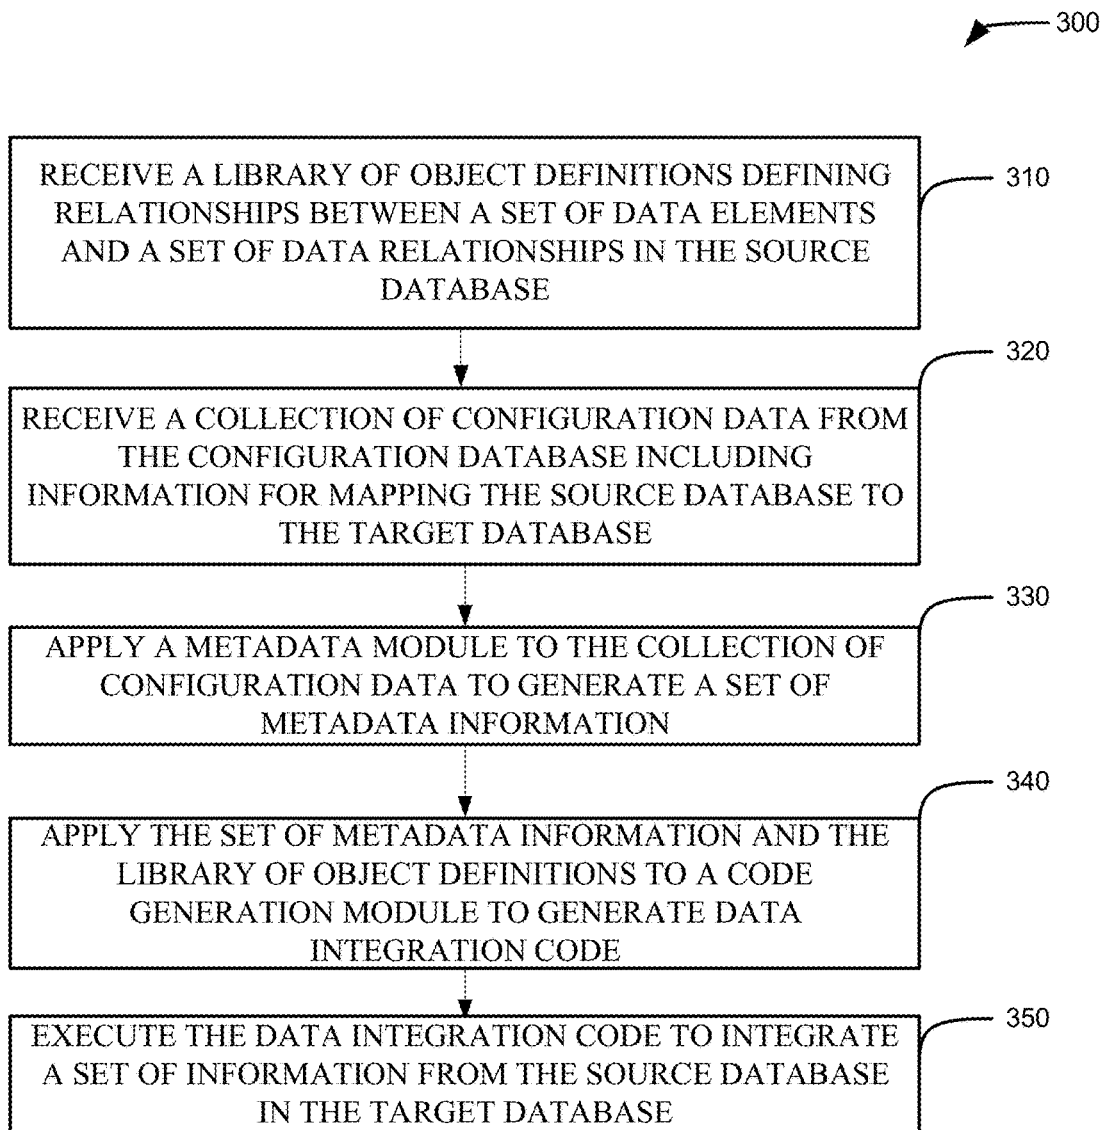 300
RECEIVE A LIBRARY OF OBJECT DEFINITIONS DEFINING
RELATIONSHIPS BETWEEN A SET OF DATA ELEMENTS
AND A SET OF DATA RELATIONSHIPS IN THE SOURCE
DATABASE
310
RECEIVE A COLLECTION OF CONFIGURATION DATA FROM
THE CONFIGURATION DATABASE INCLUDING
INFORMATION FOR MAPPING THE SOURCE DATABASE TO
THE TARGET DATABASE
320
APPLY A METADATA MODULE TO THE COLLECTION OF
CONFIGURATION DATA TO GENERATE A SET OF
METADATA INFORMATION
330
APPLY THE SET OF METADATA INFORMATION AND THE
LIBRARY OF OBJECT DEFINITIONS TO A CODE
GENERATION MODULE TO GENERATE DATA
INTEGRATION CODE
340
EXECUTE THE DATA INTEGRATION CODE TO INTEGRATE
A SET OF INFORMATION FROM THE SOURCE DATABASE
IN THE TARGET DATABASE
350